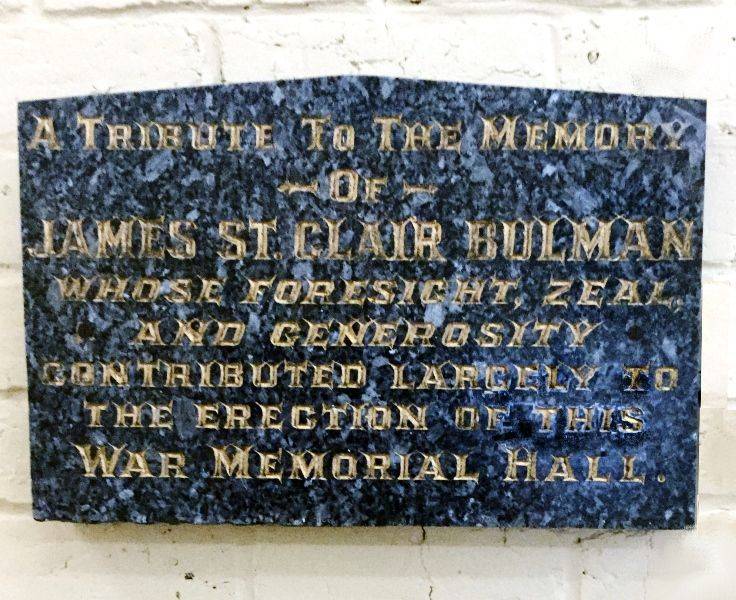 A TRIBUTE TO THE MEMORY
OF
JAMES ST. CLAIR BULMAN
WHOSE FORESIGHT, ZEAL,
AND GENEROSITY
CONTRIBUTED LARGELY TO
THE ERECTION OF THIS
WAR MEMORIAL HALL.